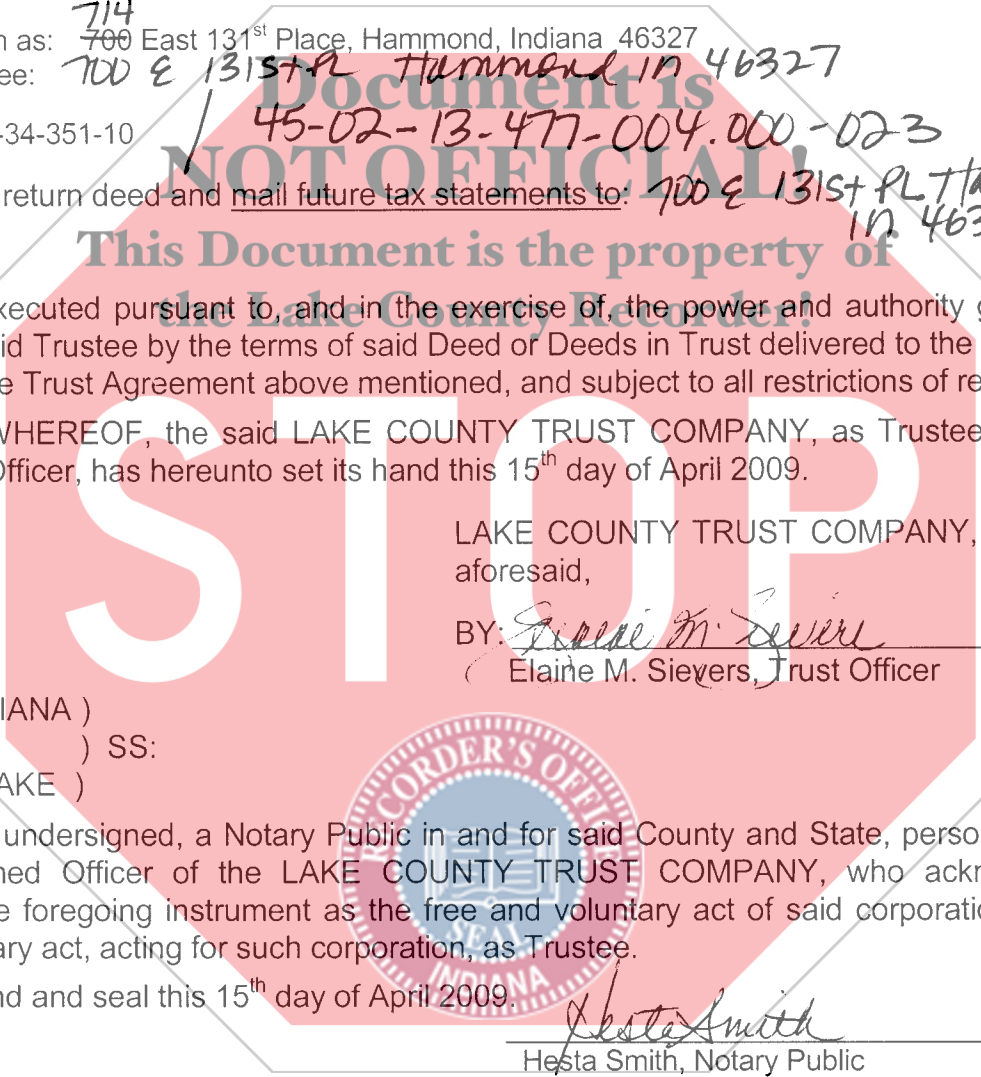 714
n as: 700 East 131st Place, Hammond, Indiana 46327
ee: 700 E 131st PL Hammond in 46327
Document is
-34-351-10 45-02-13-477-004.000-023
NOT OFFICIAL!
return deed and mail future tax statements to: 700 E 131st PL Ha
in 463
This Document is the property of
the Lake County Recorder!
xecuted pursuant to, and in the exercise of, the power and authority g
id Trustee by the terms of said Deed or Deeds in Trust delivered to the
e Trust Agreement above mentioned, and subject to all restrictions of re
WHEREOF, the said LAKE COUNTY TRUST COMPANY, as Trustee
Officer, has hereunto set its hand this 15th day of April 2009.
STOP
LAKE COUNTY TRUST COMPANY,
aforesaid,
BY: Elaine M. Sievers
Elaine M. Sievers, Trust Officer
IANA )
) SS:
AKE )
RECORDER'S OFFICE
undersigned, a Notary Public in and for said County and State, perso
ned Officer of the LAKE COUNTY TRUST COMPANY, who ackn
e foregoing instrument as the free and voluntary act of said corporatio
ary act, acting for such corporation, as Trustee.
SEAL
INDIANA
nd and seal this 15th day of April 2009.
Hesta Smith
Hesta Smith, Notary Public